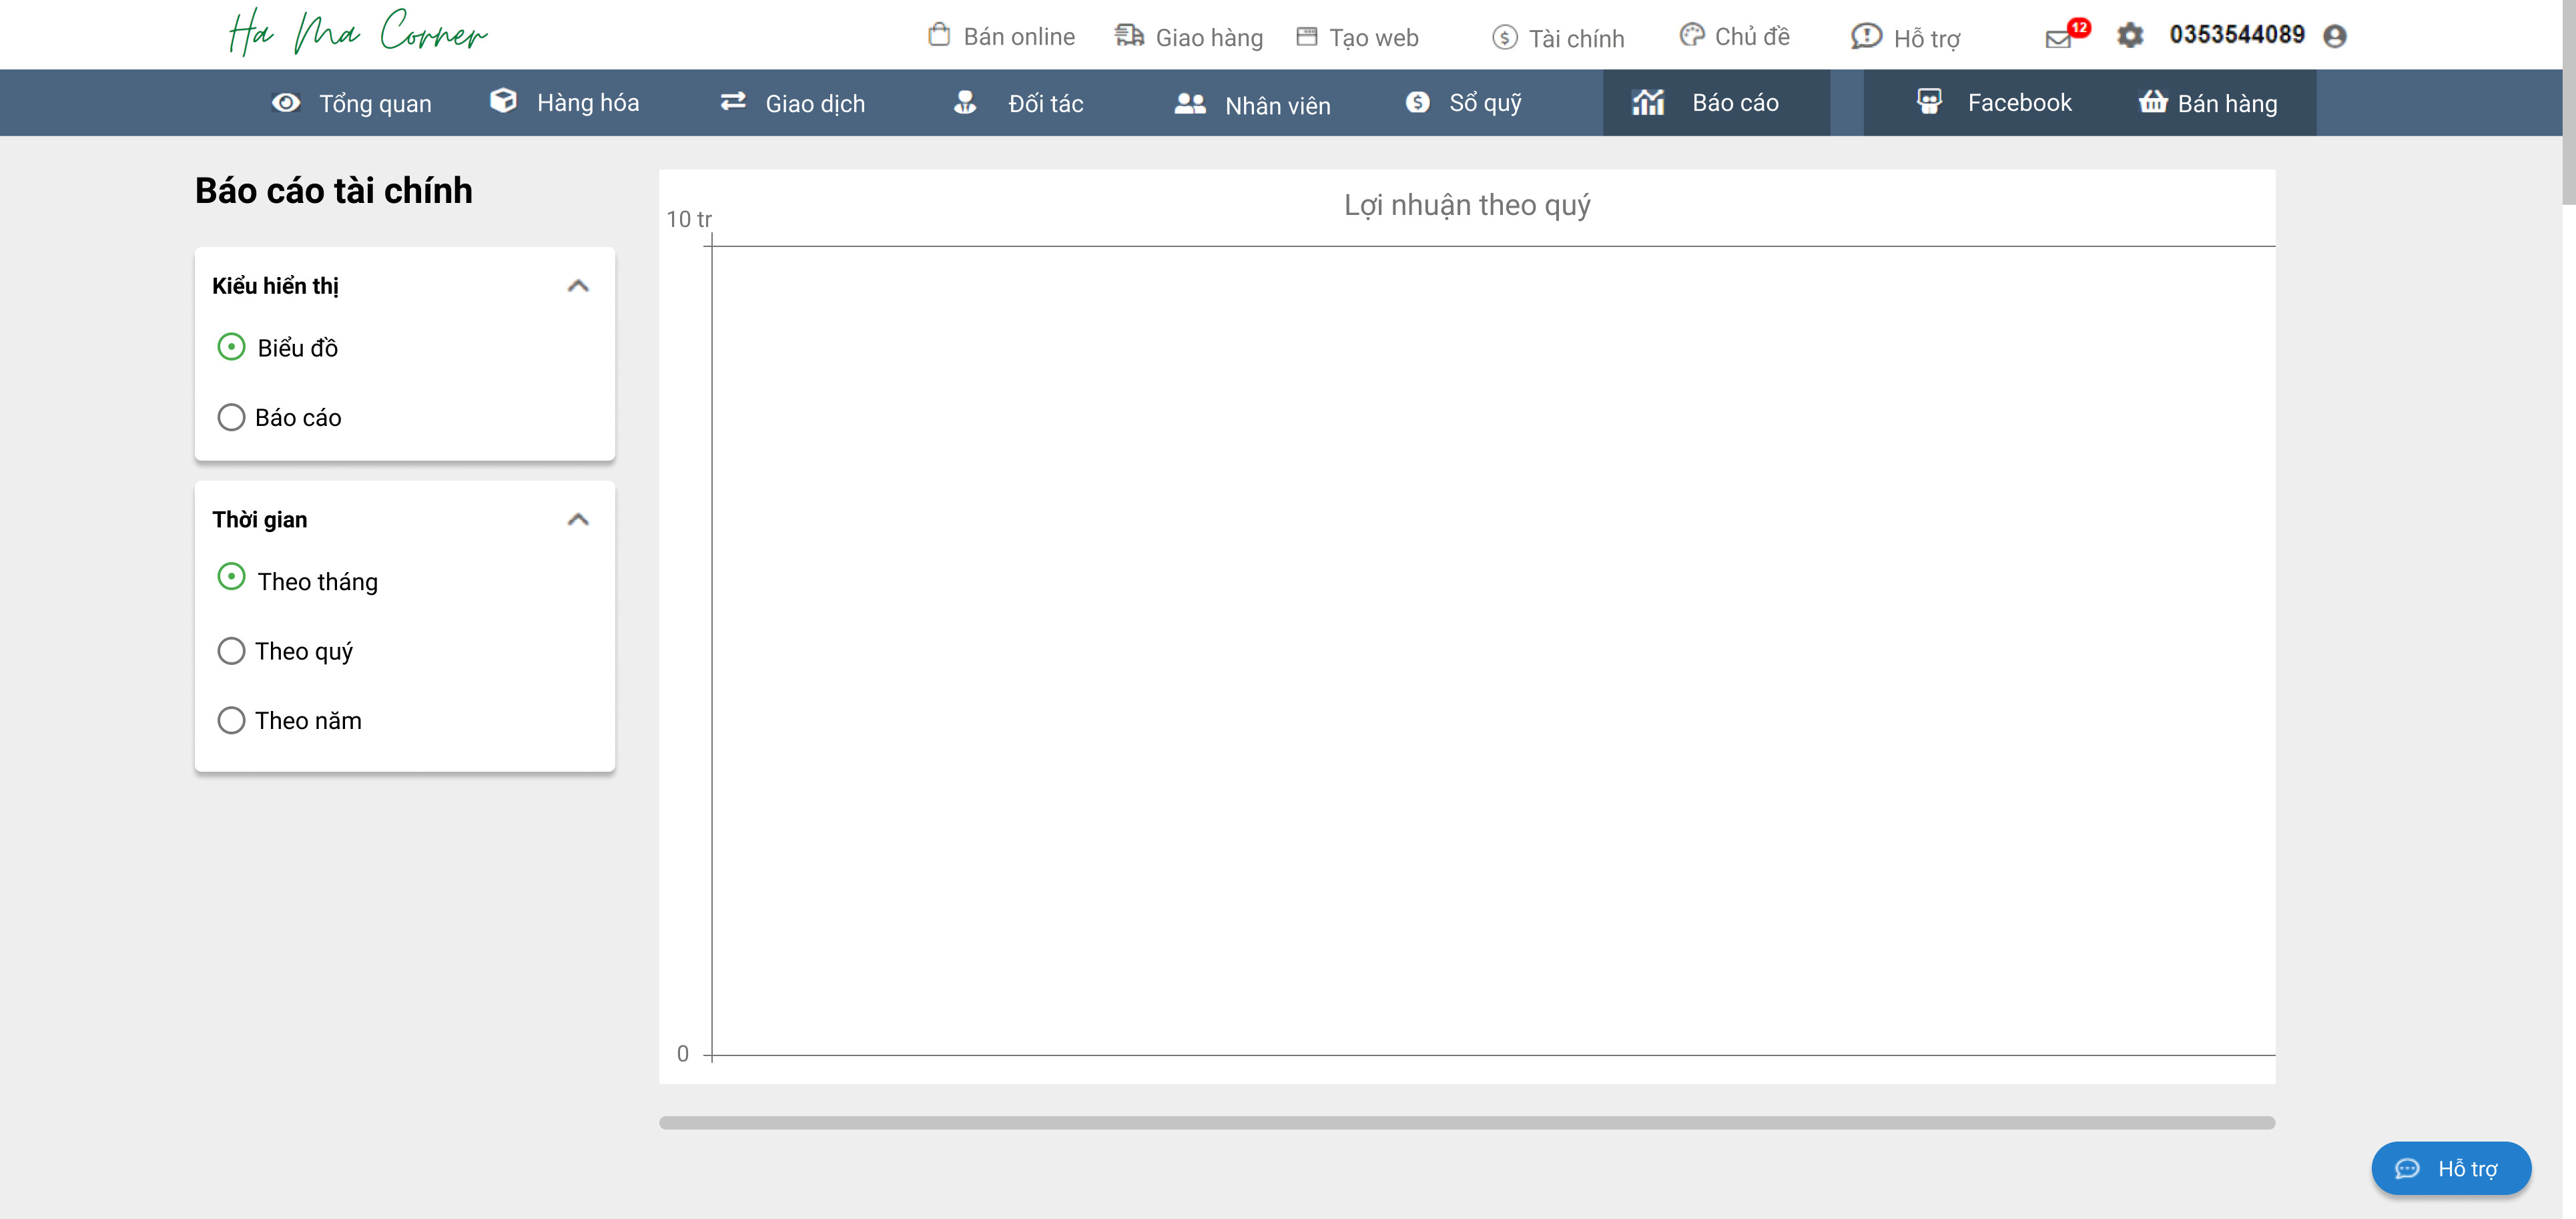 Ha Ma Corner
Bán online Giao hàng Tạo web Tài chính Chủ đề Hỗ trợ 12 0353544089
Tổng quan Hàng hóa Giao dịch Đối tác Nhân viên Sổ quỹ Báo cáo Facebook Bán hàng
Báo cáo tài chính
Kiểu hiển thị
Biểu đồ
Báo cáo
Thời gian
Theo tháng
Theo quý
Theo năm
Lợi nhuận theo quý
10 tr
0
Hỗ trợ